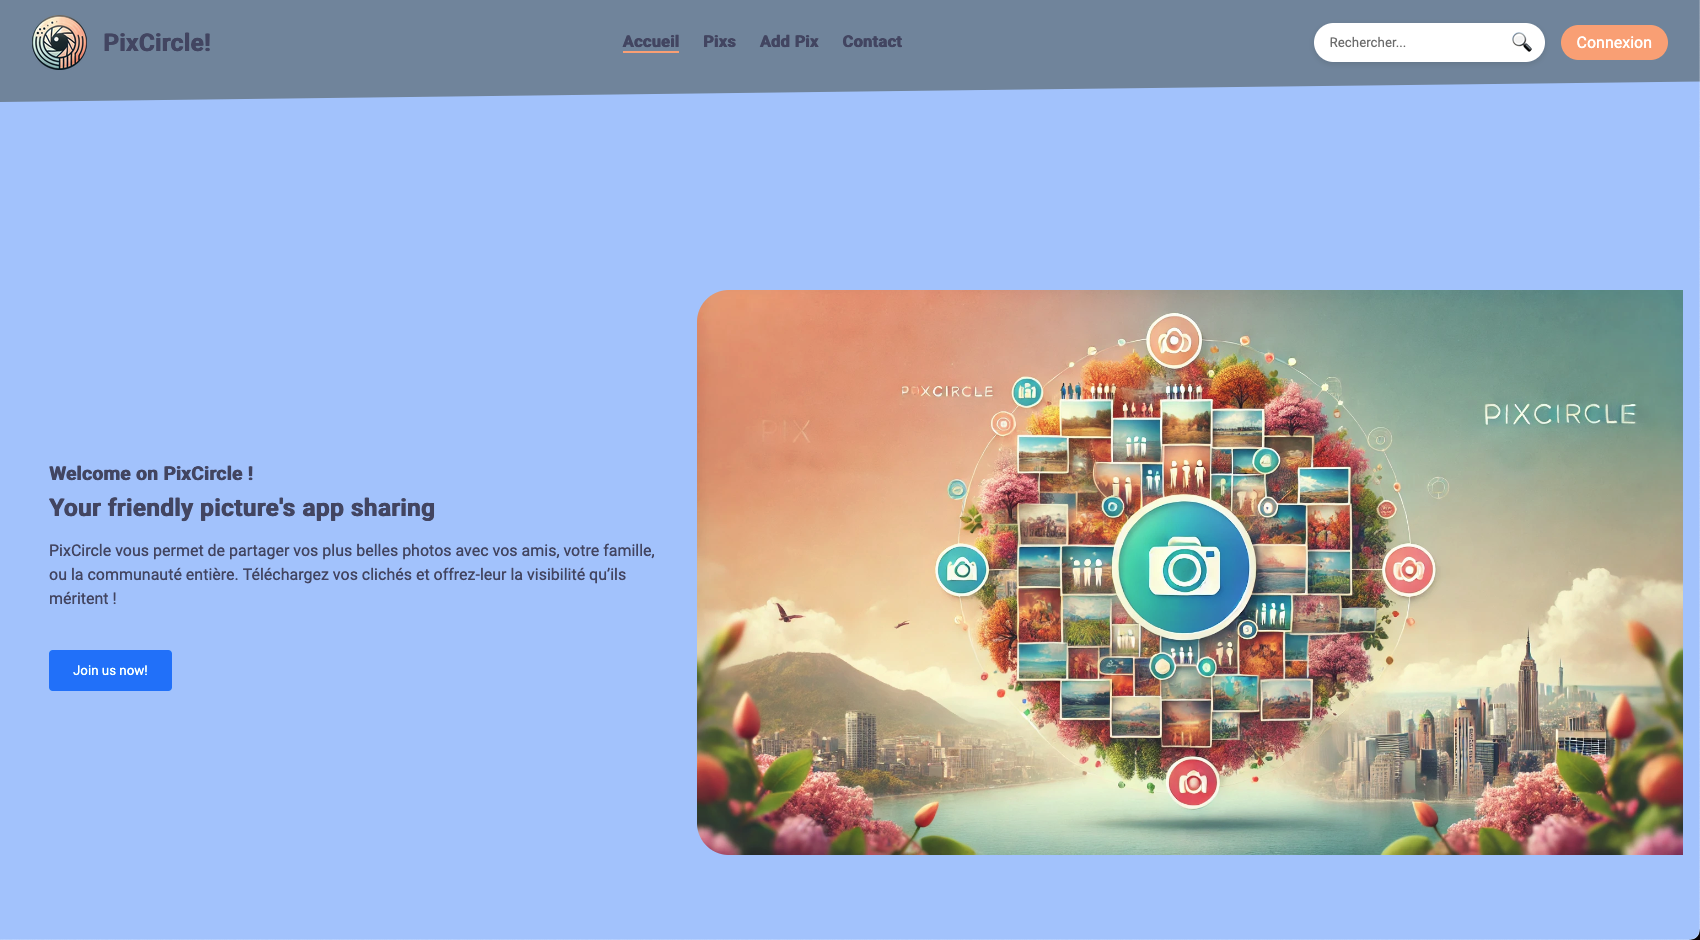 PixCircle!
Accueil
Pixs
Add Pix
Contact
Rechercher...
Connexion
Welcome on PixCircle !
Your friendly picture's app sharing
PixCircle vous permet de partager vos plus belles photos avec vos amis, votre famille,
ou la communauté entière. Téléchargez vos clichés et offrez-leur la visibilité qu’ils
méritent !
Join us now!
PIX
PRXCIRCLE
PIXCIRCLE